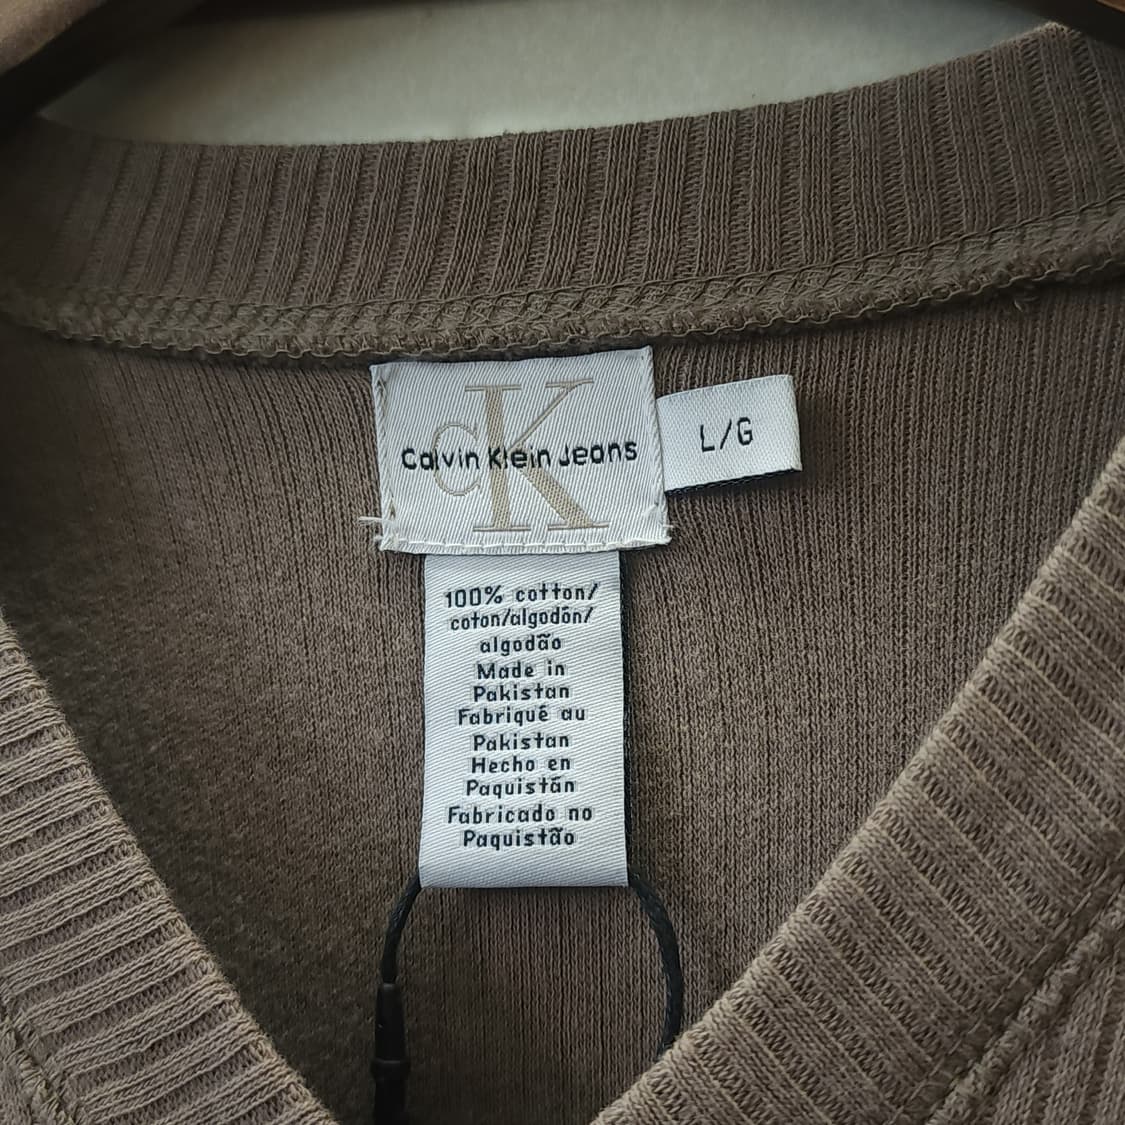 CK
Calvin Klein Jeans
L/G
100% cotton/
coton/algodón/
algodão
Made in
Pakistan
Fabriqué au
Pakistan
Hecho en
Paquistán
Fabricado no
Paquistão